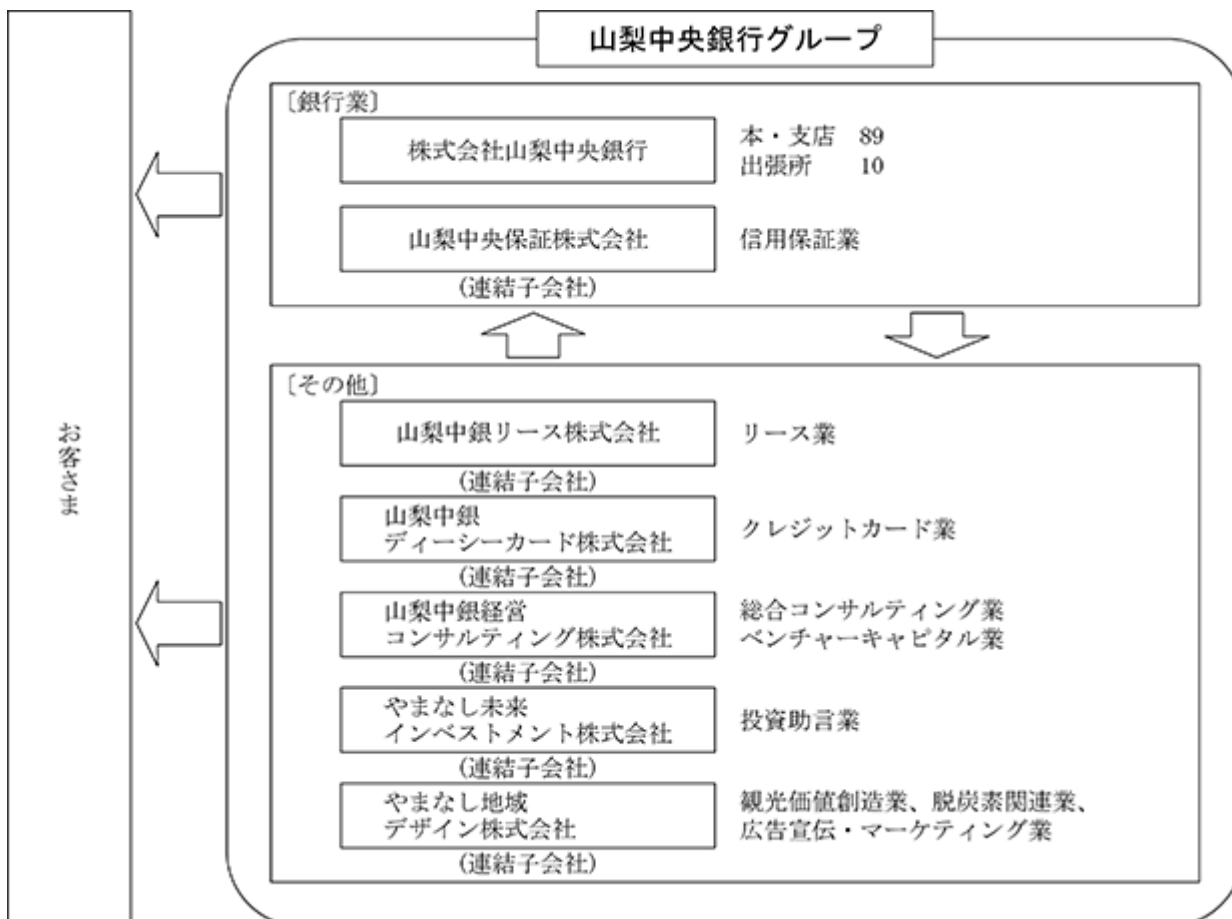 山梨中央銀行グループ
〔銀行業〕
株式会社山梨中央銀行
本・支店 89
出張所 10
山梨中央保証株式会社
信用保証業
(連結子会社)
お客さま
〔その他〕
山梨中銀リース株式会社
リース業
(連結子会社)
山梨中銀
ディーシーカード株式会社
クレジットカード業
(連結子会社)
山梨中銀経営
コンサルティング株式会社
総合コンサルティング業
ベンチャーキャピタル業
(連結子会社)
やまなし未来
インベストメント株式会社
投資助言業
(連結子会社)
やまなし地域
デザイン株式会社
観光価値創造業、脱炭素関連業、
広告宣伝・マーケティング業
(連結子会社)